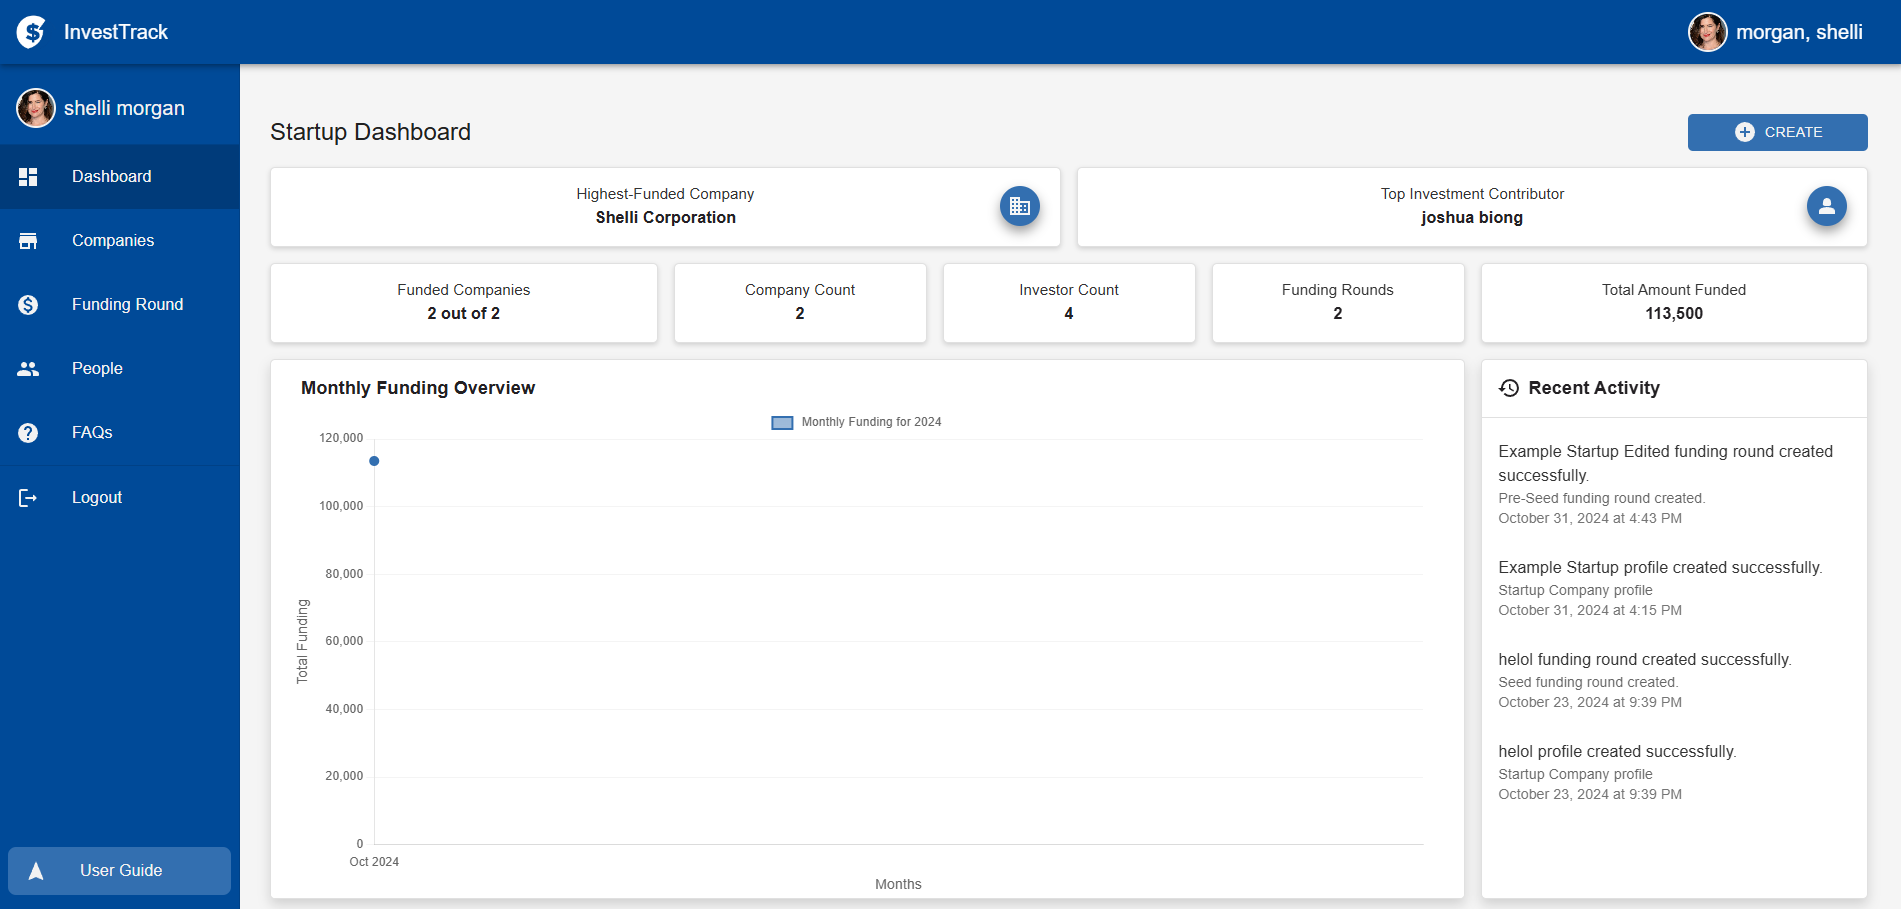 InvestTrack
morgan, shelli
shelli morgan
Dashboard
Companies
Funding Round
People
FAQs
Logout
User Guide
Startup Dashboard
CREATE
Highest-Funded Company
Shelli Corporation
Top Investment Contributor
joshua biong
Funded Companies
2 out of 2
Company Count
2
Investor Count
4
Funding Rounds
2
Total Amount Funded
113,500
Monthly Funding Overview
Monthly Funding for 2024
120,000
100,000
80,000
60,000
40,000
20,000
0
Total Funding
Oct 2024
Months
Recent Activity
Example Startup Edited funding round created
successfully.
Pre-Seed funding round created.
October 31, 2024 at 4:43 PM
Example Startup profile created successfully.
Startup Company profile
October 31, 2024 at 4:15 PM
helol funding round created successfully.
Seed funding round created.
October 23, 2024 at 9:39 PM
helol profile created successfully.
Startup Company profile
October 23, 2024 at 9:39 PM